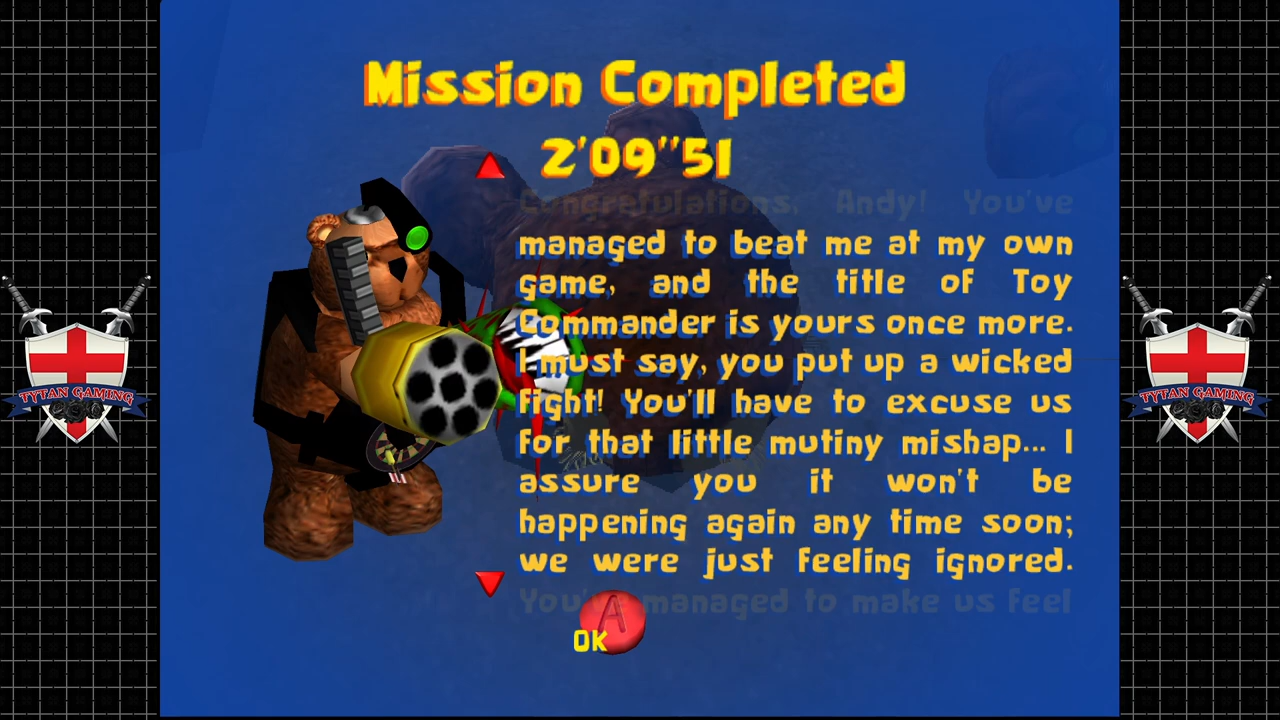 Mission Completed
2'09"51
Congratulations, Andy! You've
managed to beat me at my own
game, and the title of Toy
Commander is yours once more.
I must say, you put up a wicked
fight! You'll have to excuse us
for that little mutiny mishap... I
assure you it won't be
happening again any time soon;
we were just feeling ignored.
You've managed to make us feel
A
OK
TYTAN GAMING
TYTAN GAMING